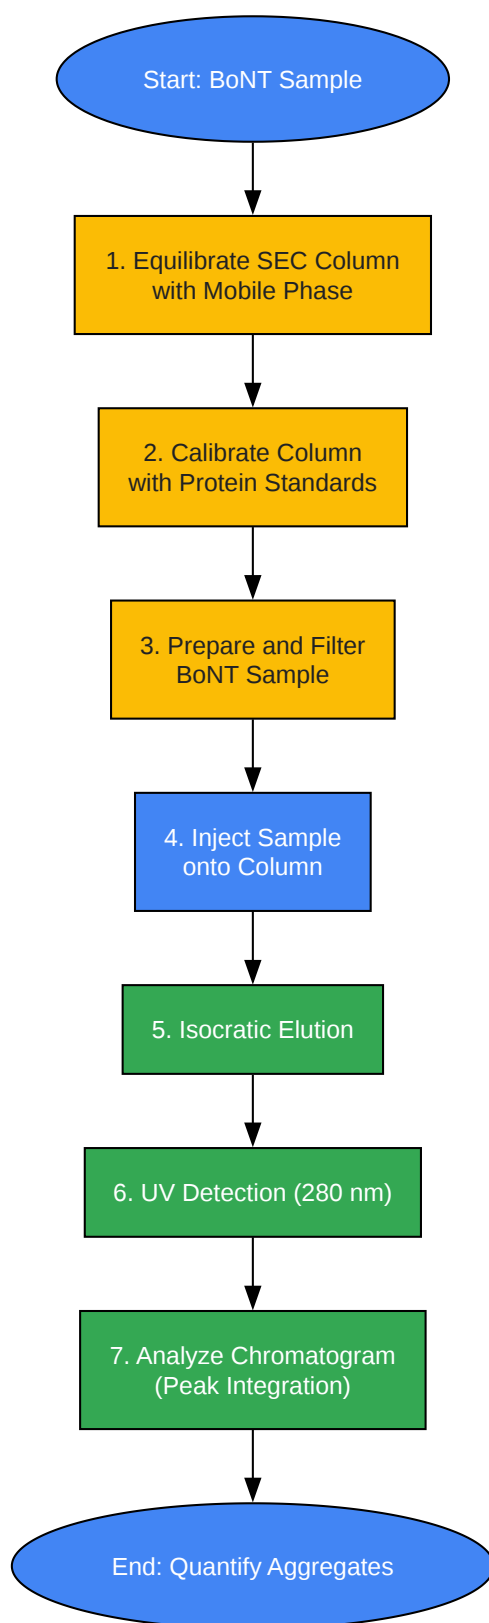 Start: BoNT Sample
1. Equilibrate SEC Column
with Mobile Phase
2. Calibrate Column
with Protein Standards
3. Prepare and Filter
BoNT Sample
4. Inject Sample
onto Column
5. Isocratic Elution
6. UV Detection (280 nm)
7. Analyze Chromatogram
(Peak Integration)
End: Quantify Aggregates